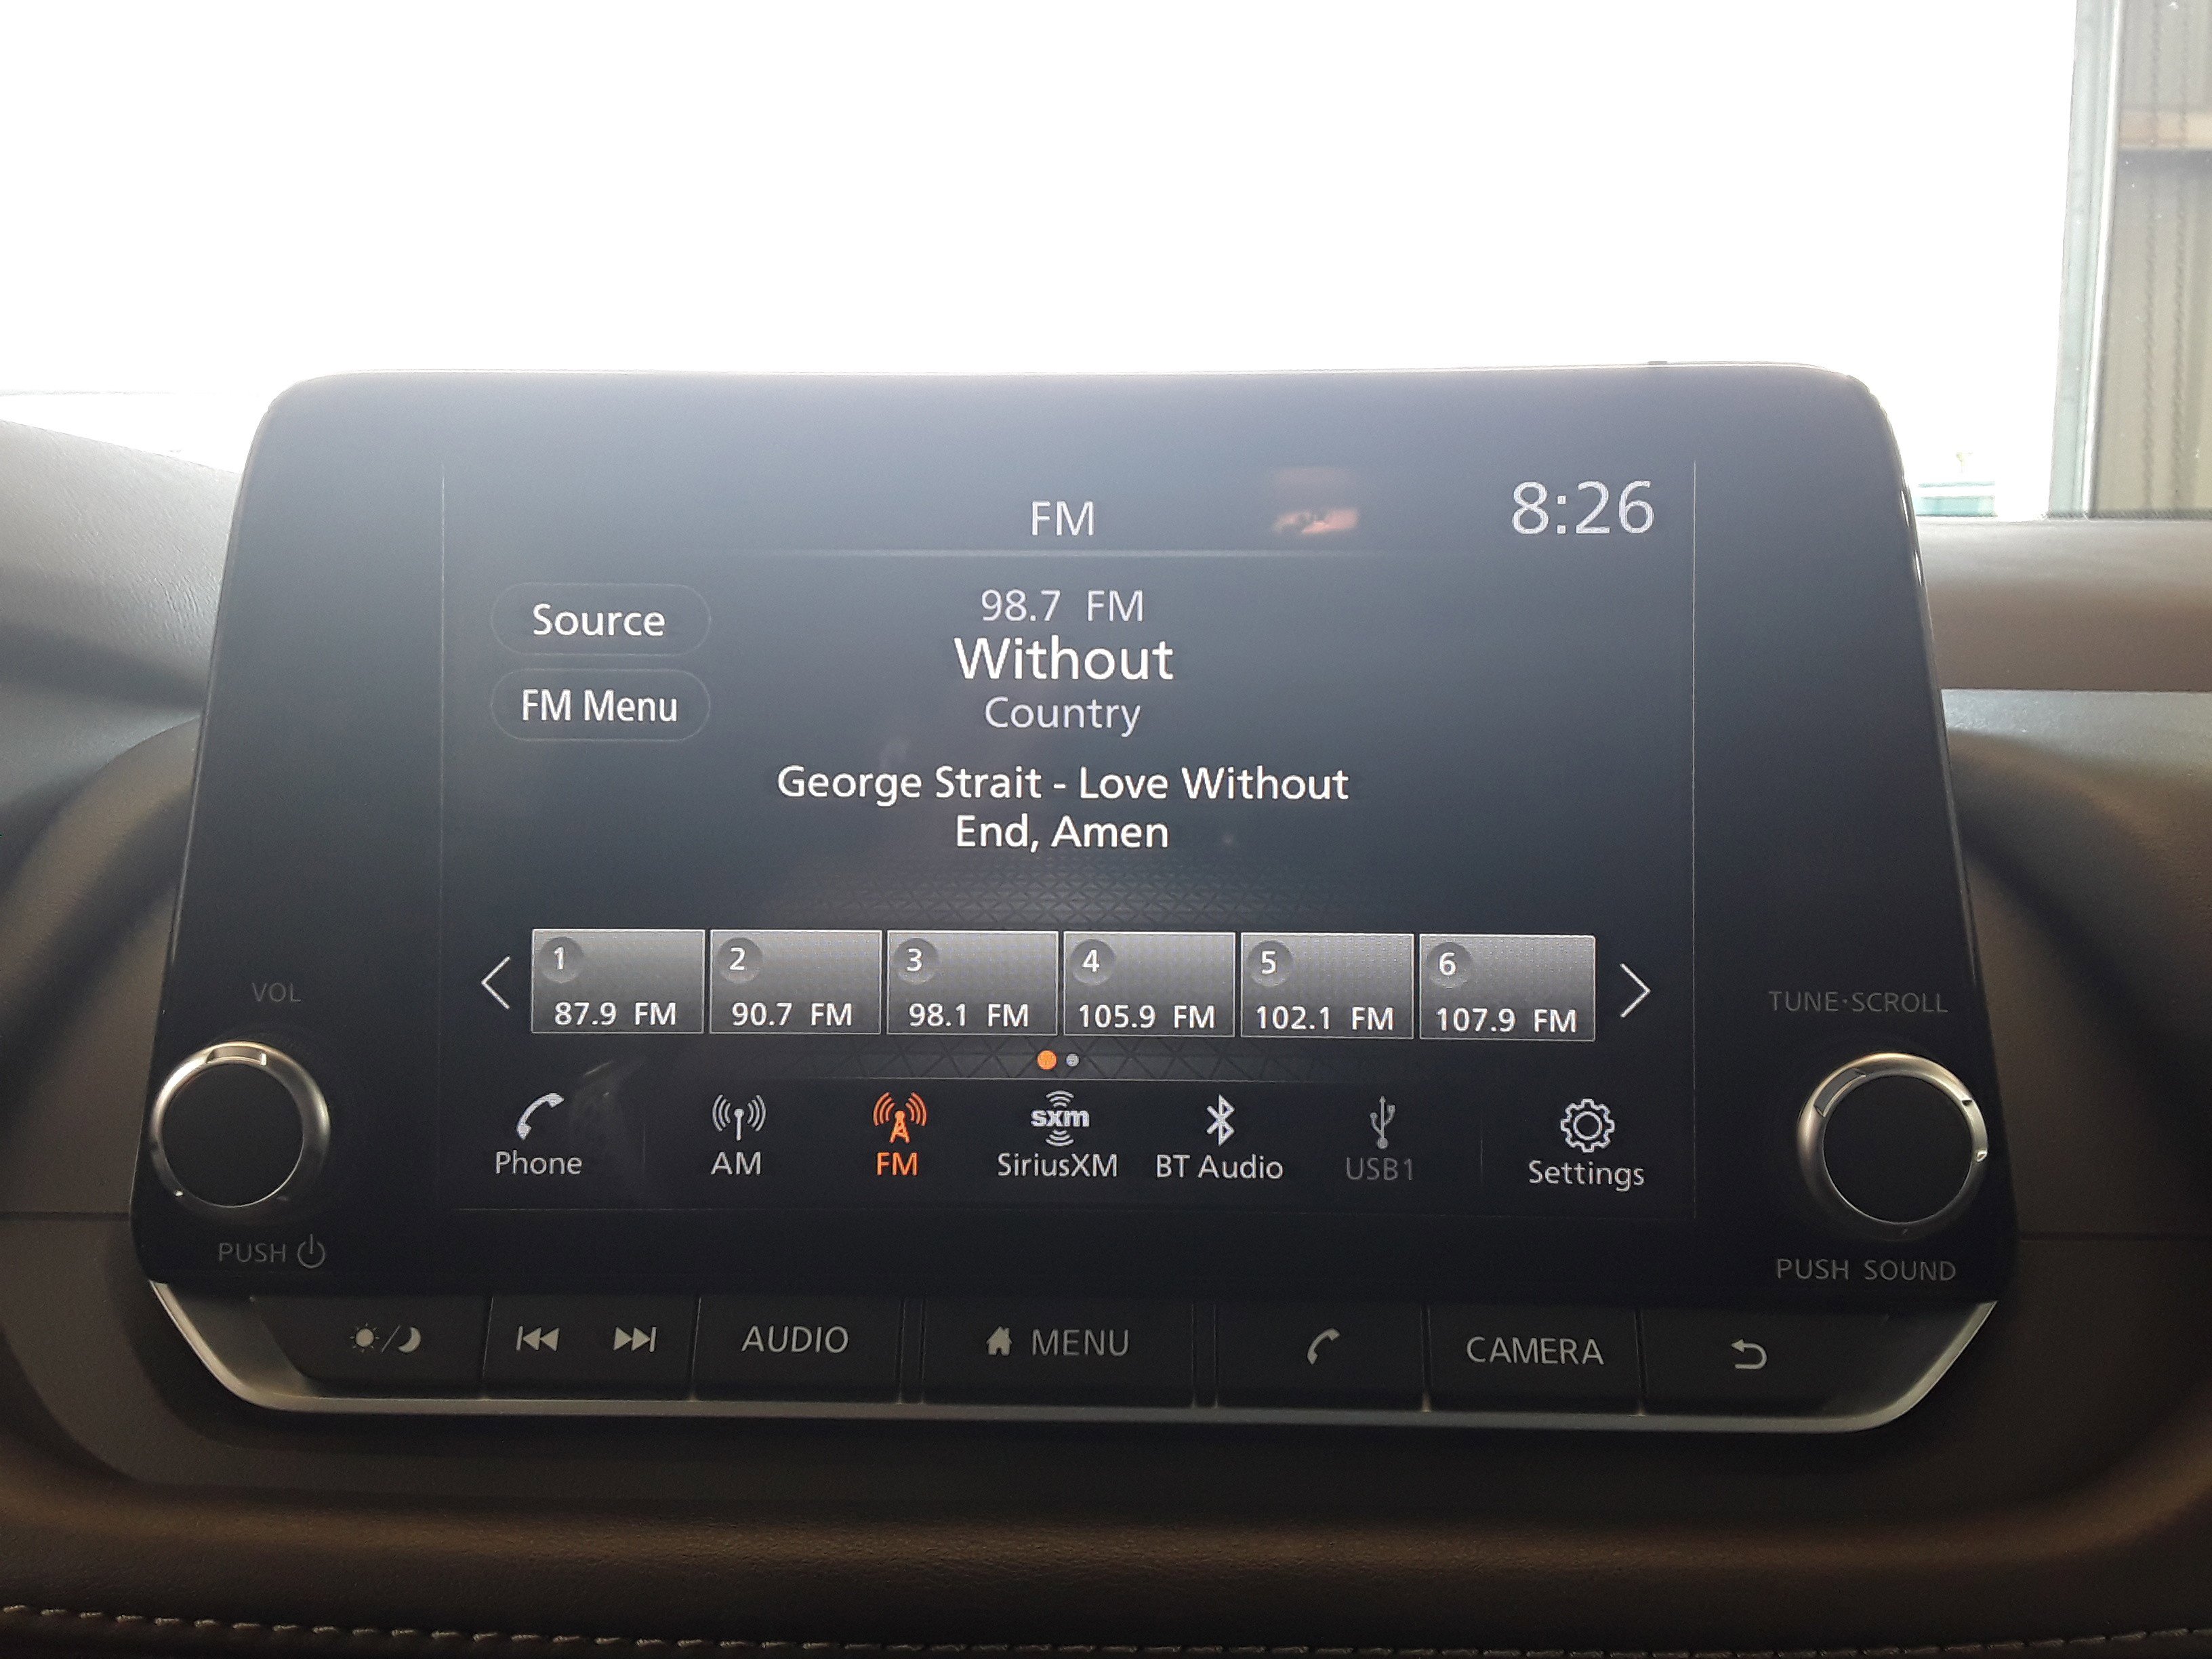 FM
8:26
Source
98.7 FM
Without
FM Menu
Country
George Strait - Love Without
End, Amen
1
2
3
4
5
6
87.9 FM
90.7 FM
98.1 FM
105.9 FM
102.1 FM
107.9 FM
VOL
TUNE·SCROLL
sxm
Phone
AM
FM
SiriusXM
BT Audio
USB1
Settings
PUSH
PUSH SOUND
AUDIO
MENU
CAMERA